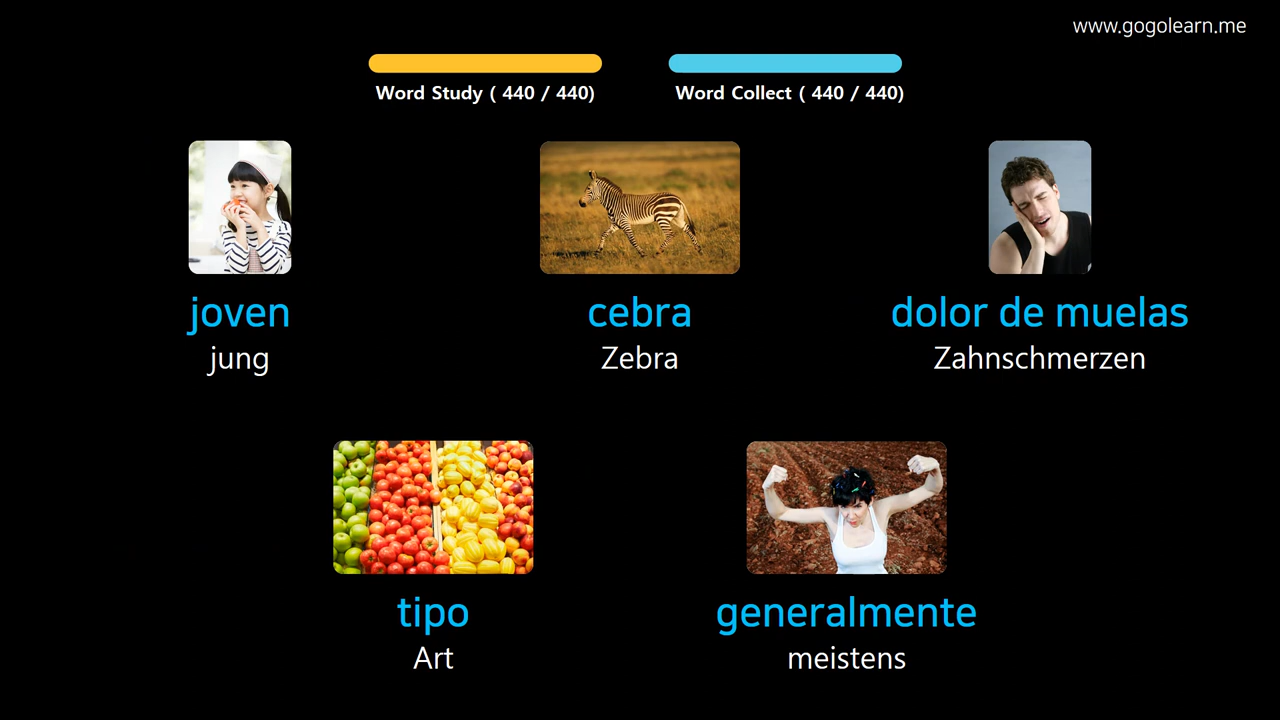 www.gogolearn.me
Word Study ( 440 / 440)
Word Collect ( 440 / 440)
joven
jung
cebra
Zebra
dolor de muelas
Zahnschmerzen
tipo
Art
generalmente
meistens